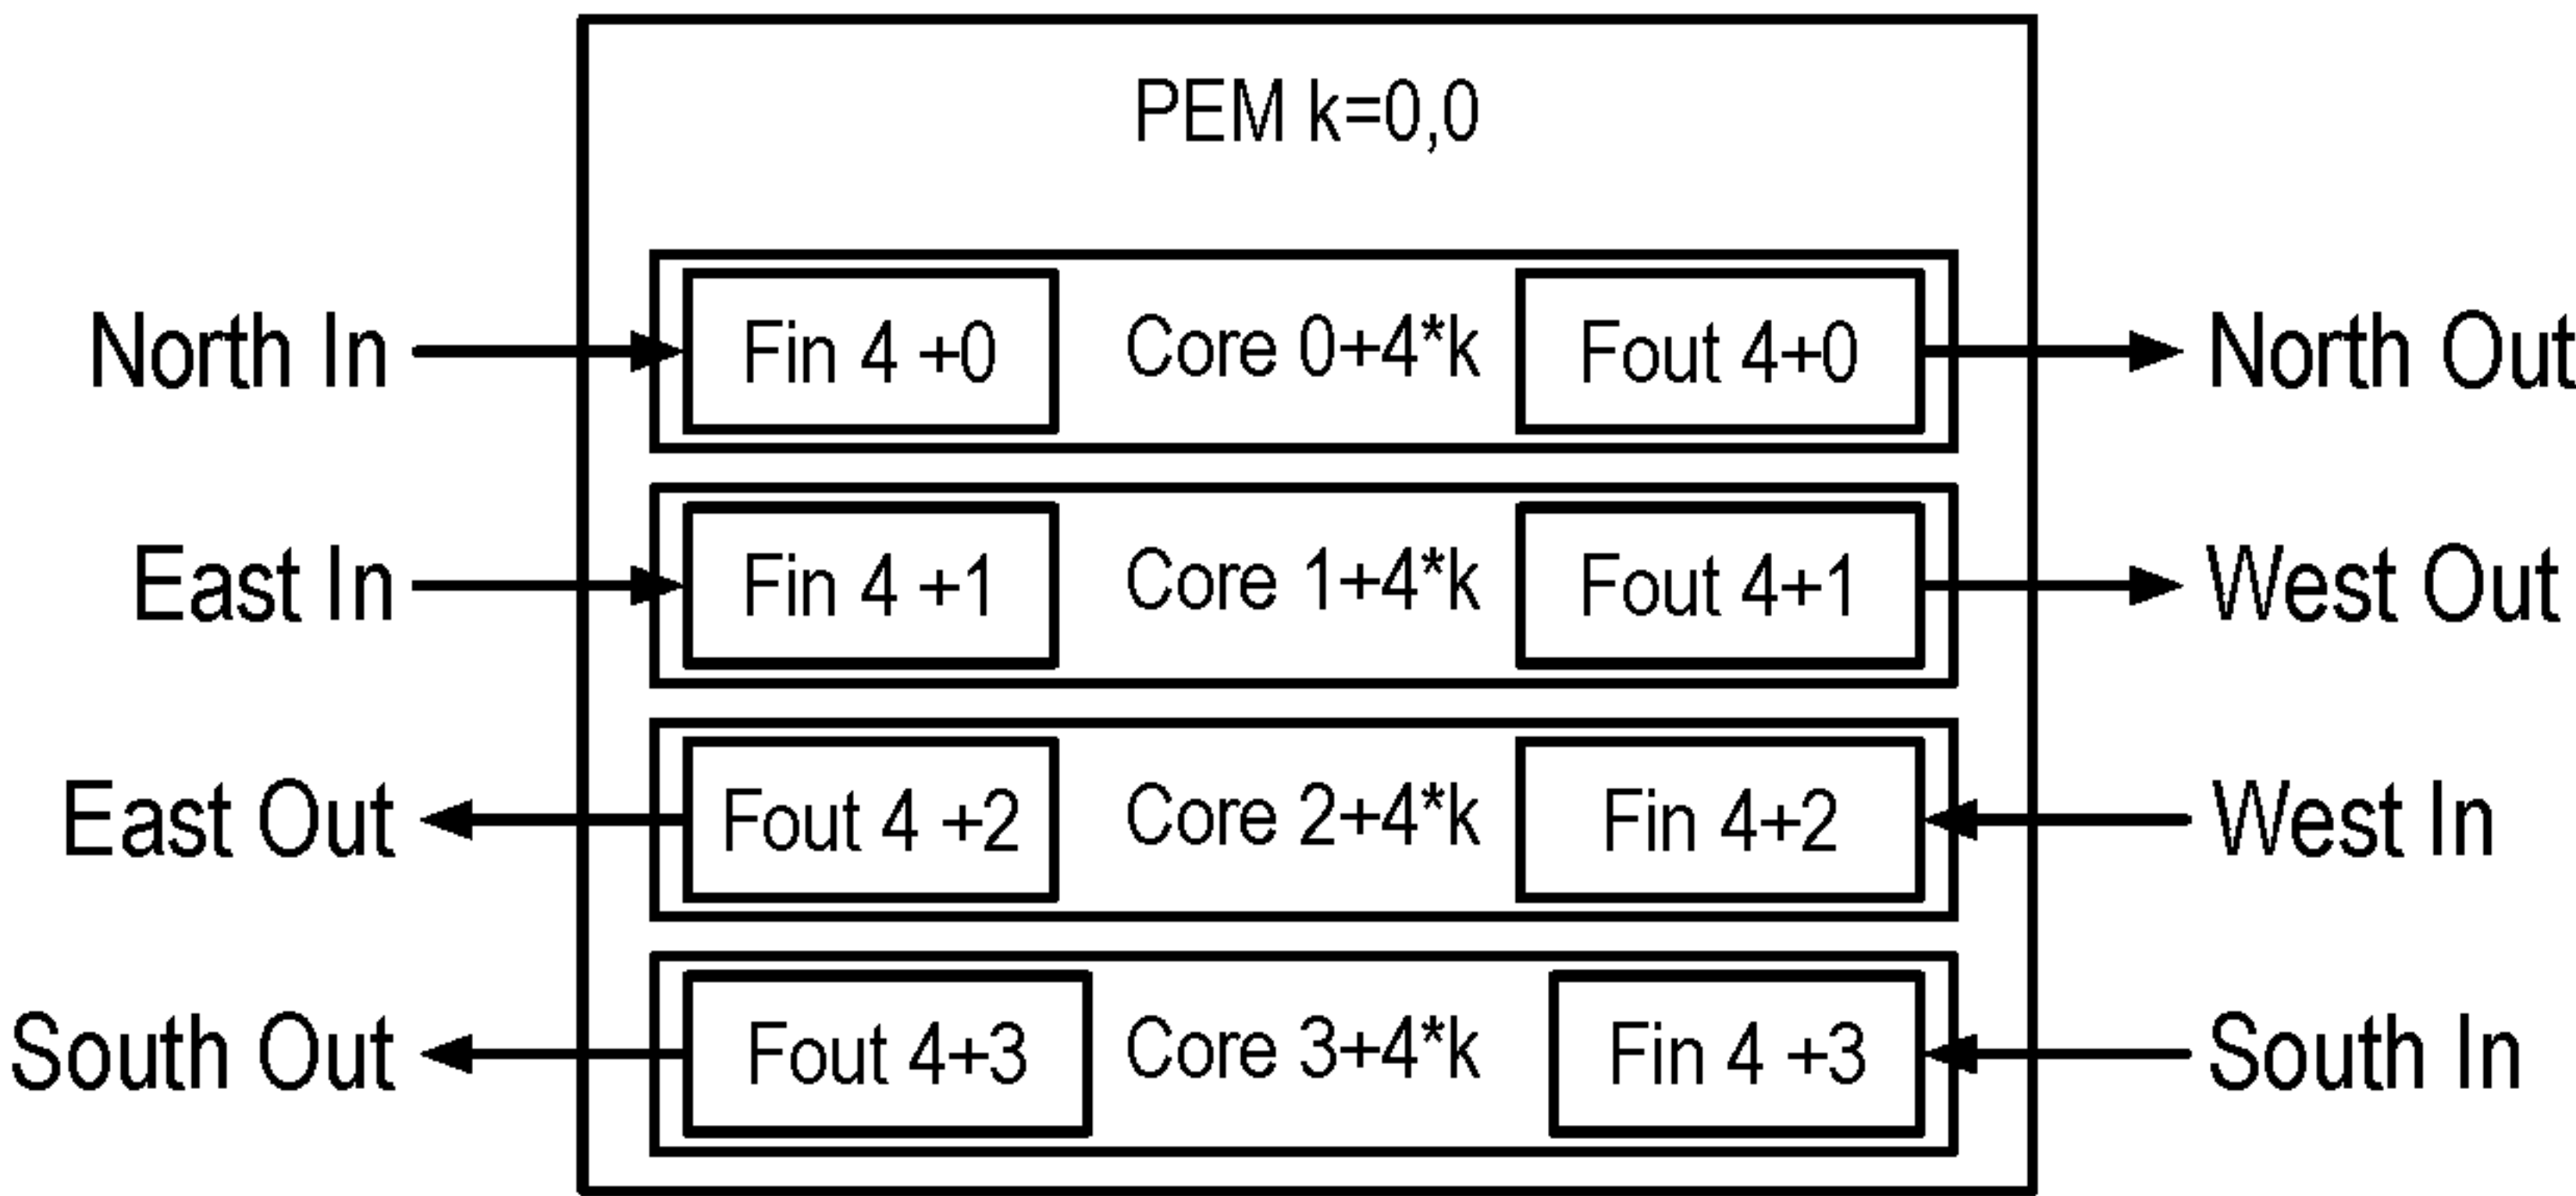 PEM k=0,0
North In Fin 4 +0 Core 0+4*k Fout 4+0 North Out
East In Fin 4 +1 Core 1+4*k Fout 4+1 West Out
East Out Fout 4 +2 Core 2+4*k Fin 4+2 West In
South Out Fout 4+3 Core 3+4*k Fin 4 +3 South In